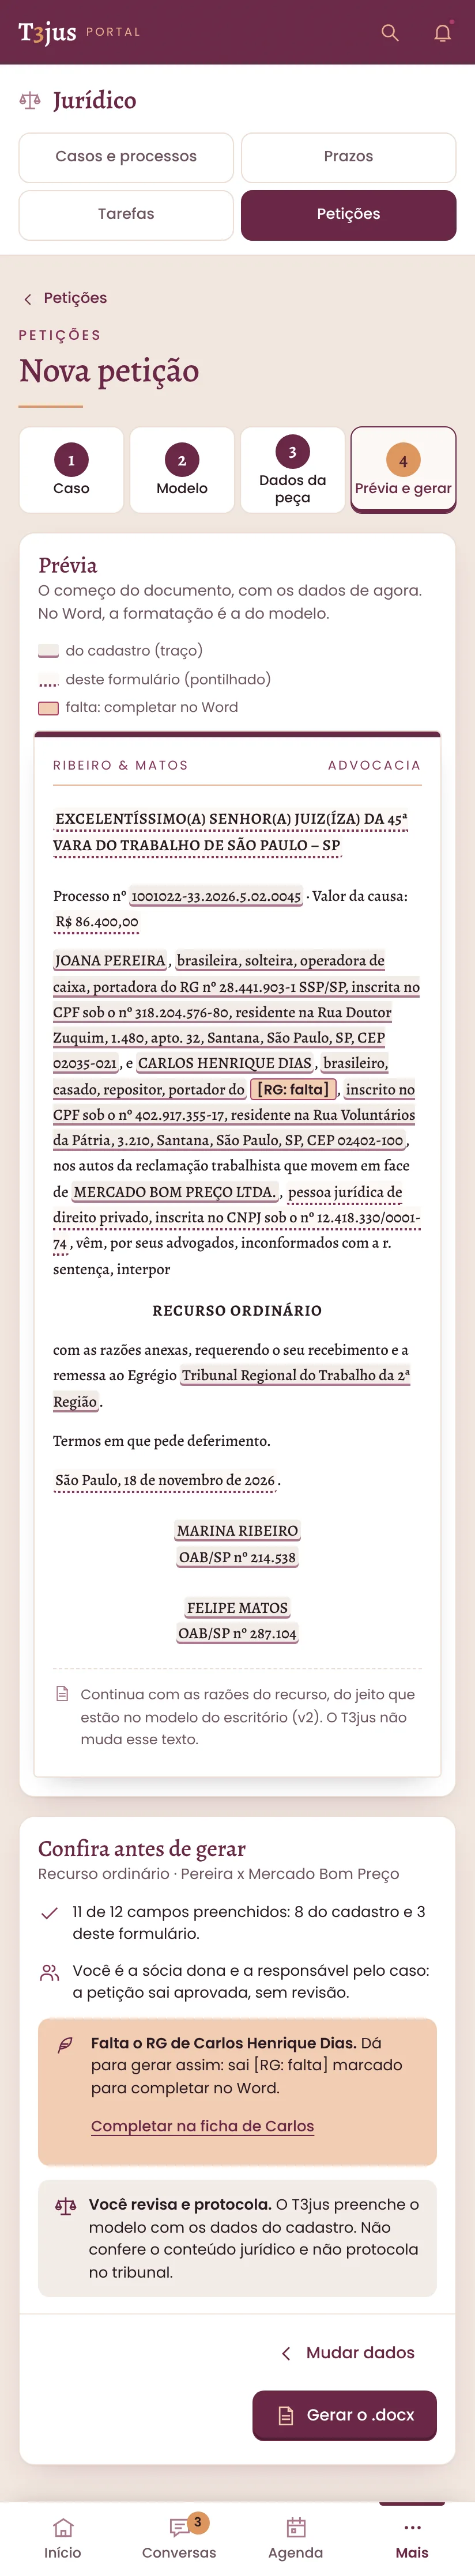 T3jus PORTAL
Jurídico
Casos e processos
Prazos
Tarefas
Petições
Petições
PETIÇÕES
Nova petição
1
Caso
2
Modelo
3
Dados da
peça
4
Prévia e gerar
Prévia
O começo do documento, com os dados de agora.
No Word, a formatação é a do modelo.
do cadastro (traço)
deste formulário (pontilhado)
falta: completar no Word
RIBEIRO & MATOS ADVOCACIA
EXCELENTÍSSIMO(A) SENHOR(A) JUIZ(ÍZA) DA 45ª
VARA DO TRABALHO DE SÃO PAULO – SP
Processo nº 1001022-33.2026.5.02.0045 · Valor da causa:
R$ 86.400,00
JOANA PEREIRA, brasileira, solteira, operadora de
caixa, portadora do RG nº 28.441.903-1 SSP/SP, inscrita no
CPF sob o nº 318.204.576-80, residente na Rua Doutor
Zuquim, 1.480, apto. 32, Santana, São Paulo, SP, CEP
02035-021, e CARLOS HENRIQUE DIAS, brasileiro,
casado, repositor, portador do [RG: falta], inscrito no
CPF sob o nº 402.917.355-17, residente na Rua Voluntários
da Pátria, 3.210, Santana, São Paulo, SP, CEP 02402-100,
nos autos da reclamação trabalhista que movem em face
de MERCADO BOM PREÇO LTDA., pessoa jurídica de
direito privado, inscrita no CNPJ sob o nº 12.418.330/0001-
74, vêm, por seus advogados, inconformados com a r.
sentença, interpor
RECURSO ORDINÁRIO
com as razões anexas, requerendo o seu recebimento e a
remessa ao Egrégio Tribunal Regional do Trabalho da 2ª
Região.
Termos em que pede deferimento.
São Paulo, 18 de novembro de 2026.
MARINA RIBEIRO
OAB/SP nº 214.538
FELIPE MATOS
OAB/SP nº 287.104
Continua com as razões do recurso, do jeito que
estão no modelo do escritório (v2). O T3jus não
muda esse texto.
Confira antes de gerar
Recurso ordinário · Pereira x Mercado Bom Preço
11 de 12 campos preenchidos: 8 do cadastro e 3
deste formulário.
Você é a sócia dona e a responsável pelo caso:
a petição sai aprovada, sem revisão.
Falta o RG de Carlos Henrique Dias. Dá
para gerar assim: sai [RG: falta] marcado
para completar no Word.
Completar na ficha de Carlos
Você revisa e protocola. O T3jus preenche o
modelo com os dados do cadastro. Não
confere o conteúdo jurídico e não protocola
no tribunal.
Mudar dados
Gerar o .docx
Início
3
Conversas
Agenda
Mais